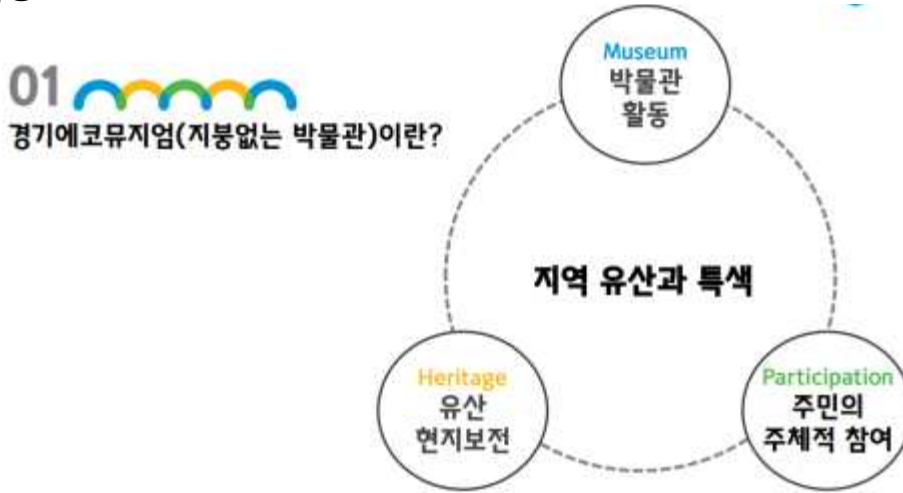 01
경기에코뮤지엄(지붕없는 박물관)이란?
Museum
박물관
활동
지역 유산과 특색
Heritage
유산
현지보전
Participation
주민의
주체적 참여